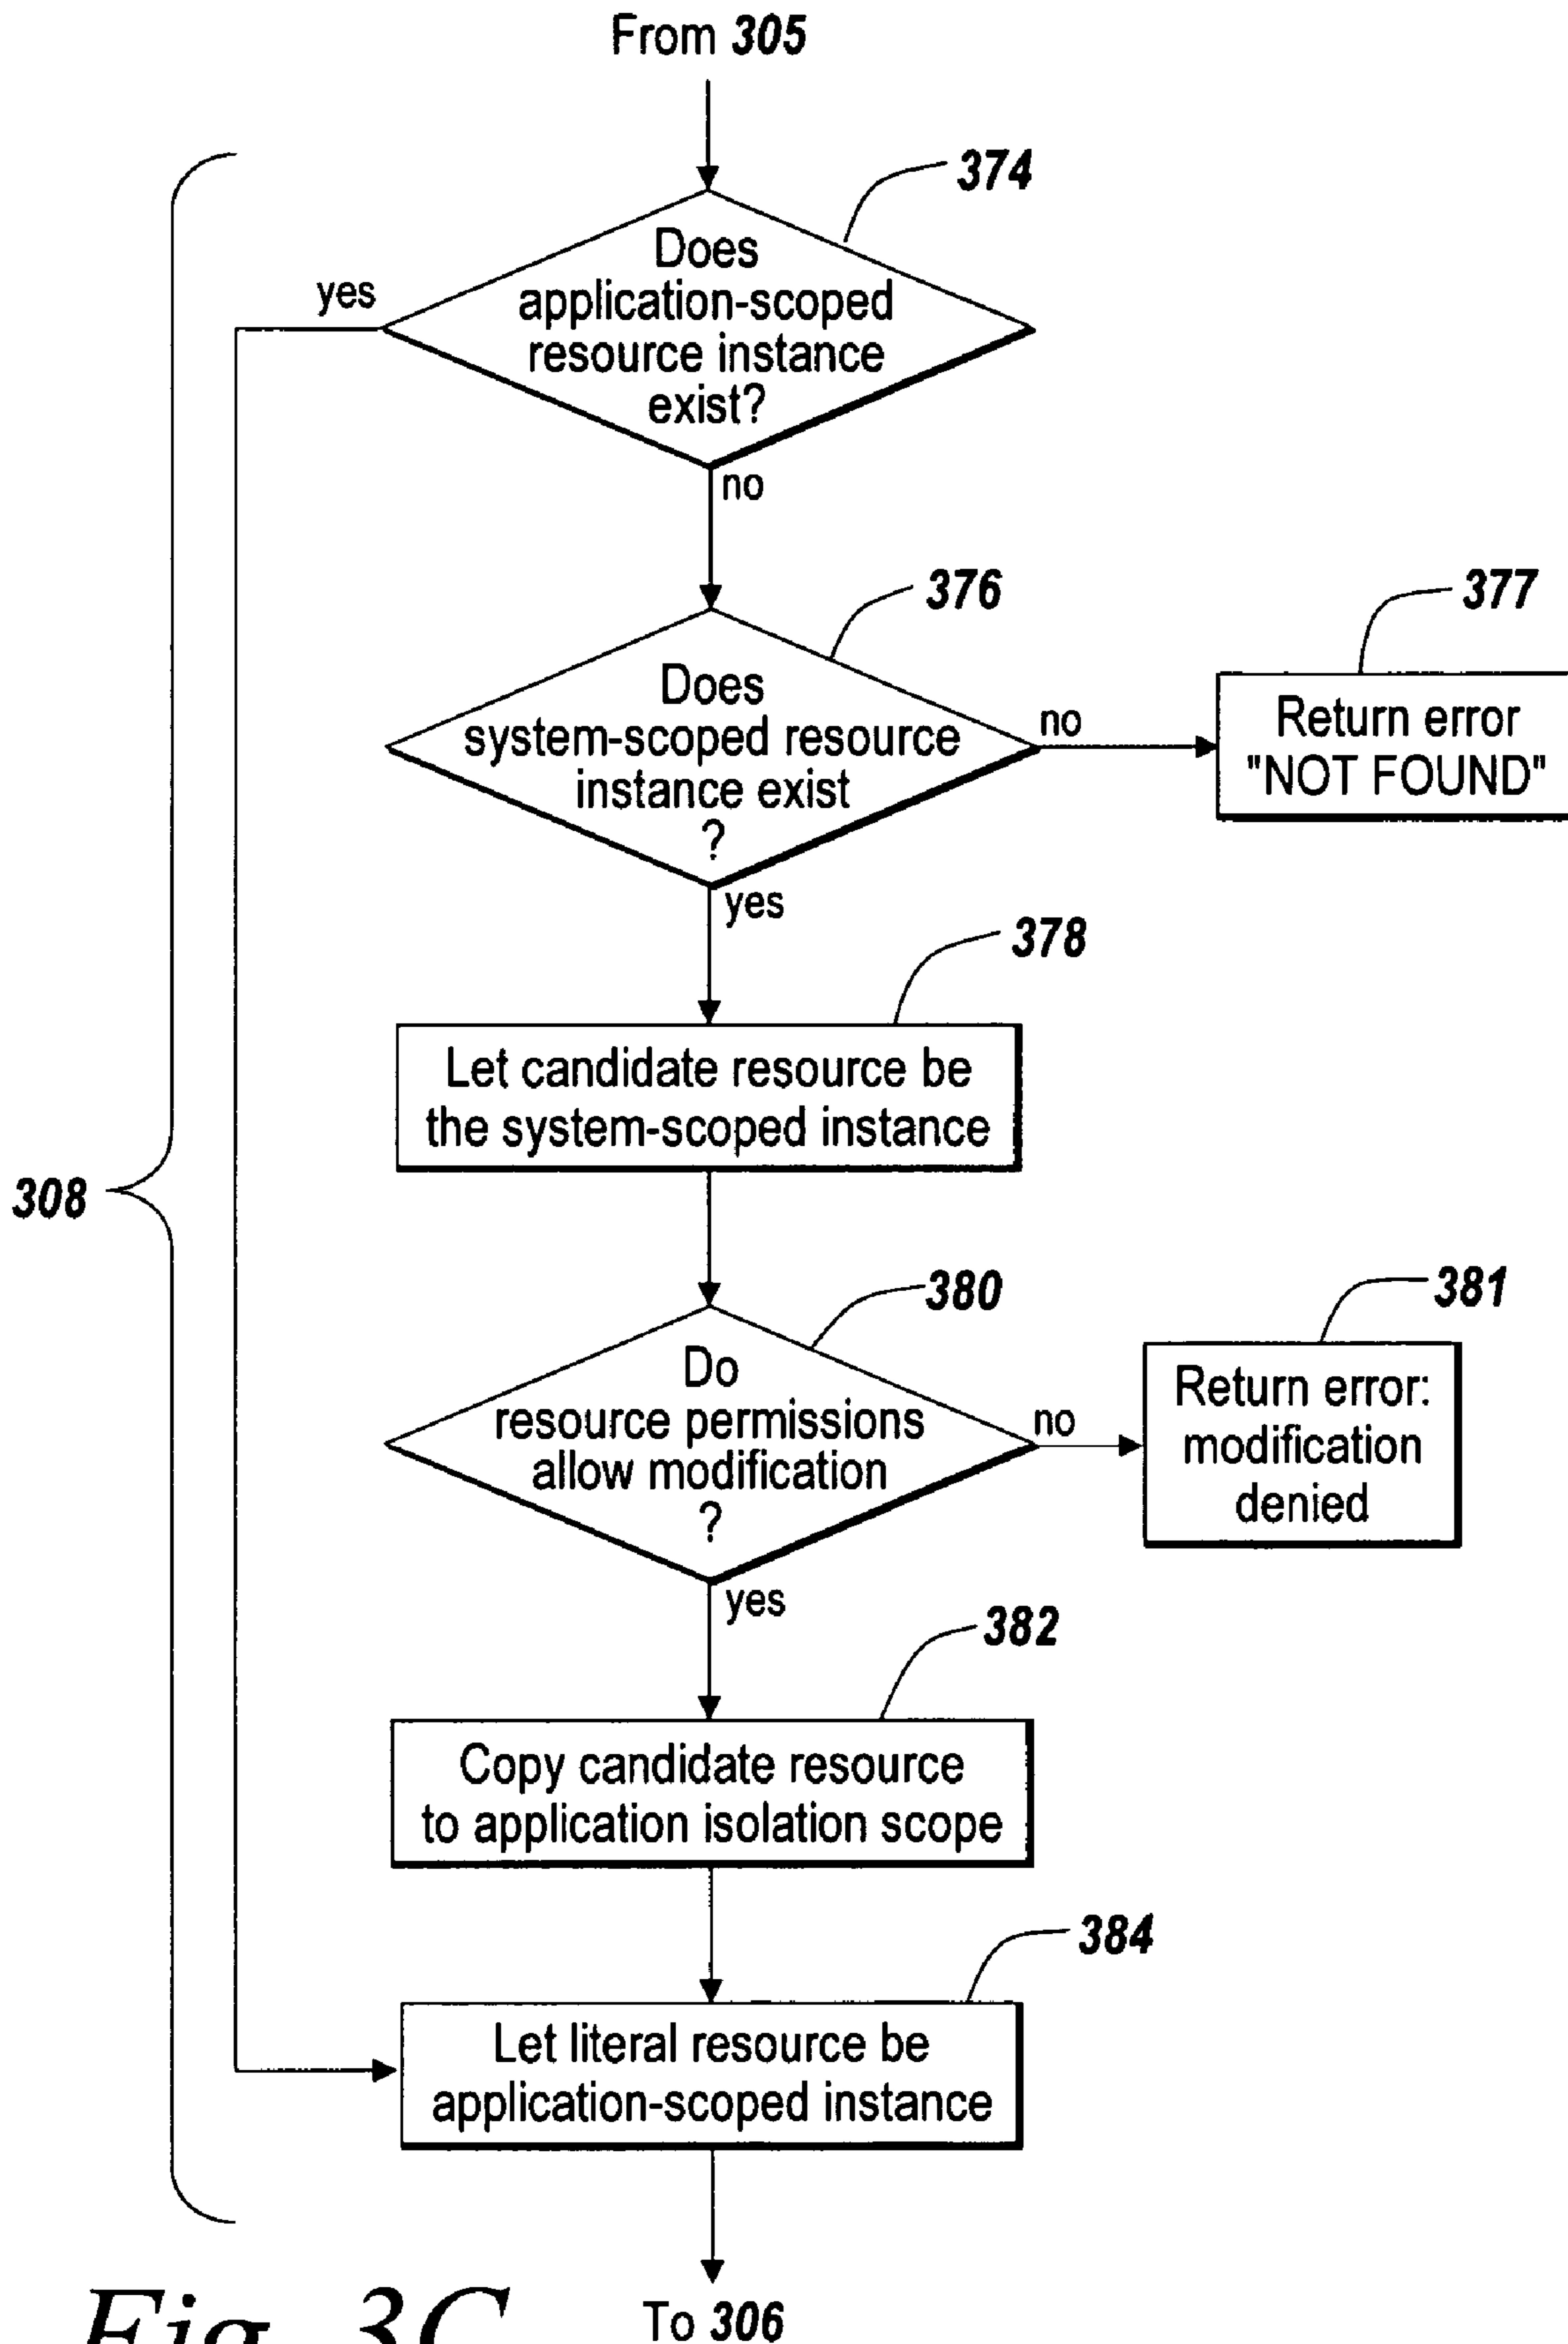 From 305
374
Does
application-scoped
resource instance
exist?
yes
no
376
377
Does
system-scoped resource
instance exist
?
no
Return error
"NOT FOUND"
yes
378
Let candidate resource be
the system-scoped instance
308
380
381
Do
resource permissions
allow modification
?
no
Return error:
modification
denied
yes
382
Copy candidate resource
to application isolation scope
384
Let literal resource be
application-scoped instance
To 306
Fig. 3C